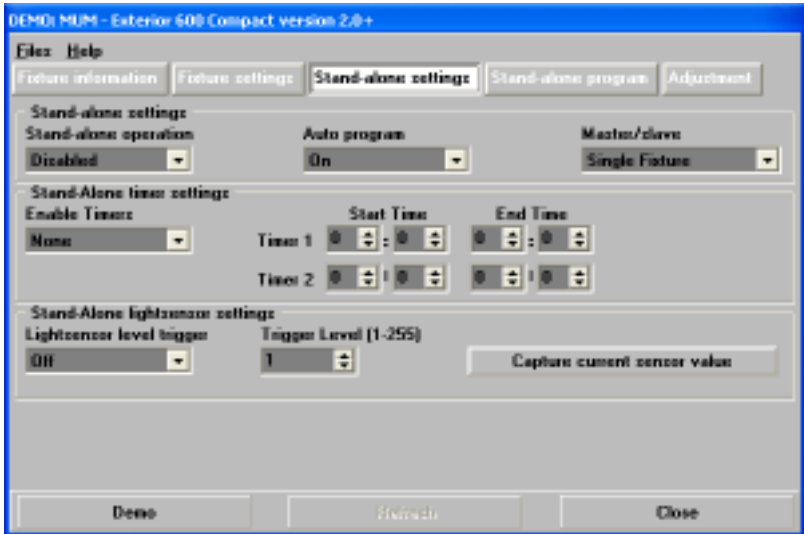 DEMO: MUM - Exterior 600 Compact version 2.0+
Files Help
Fixture information Fixture settings Stand-alone settings Stand-alone program Adjustment
Stand-alone settings
Stand-alone operation Auto program Master/slave
Disabled On Single Fixture
Stand-Alone timer settings
Enable Timers Start Time End Time
None Timer 1 0 : 0 0 : 0
Timer 2 0 : 0 0 : 0
Stand-Alone lightsensor settings
Lightsensor level trigger Trigger Level (1-255)
Off 1 Capture current sensor value
Demo Refresh Close